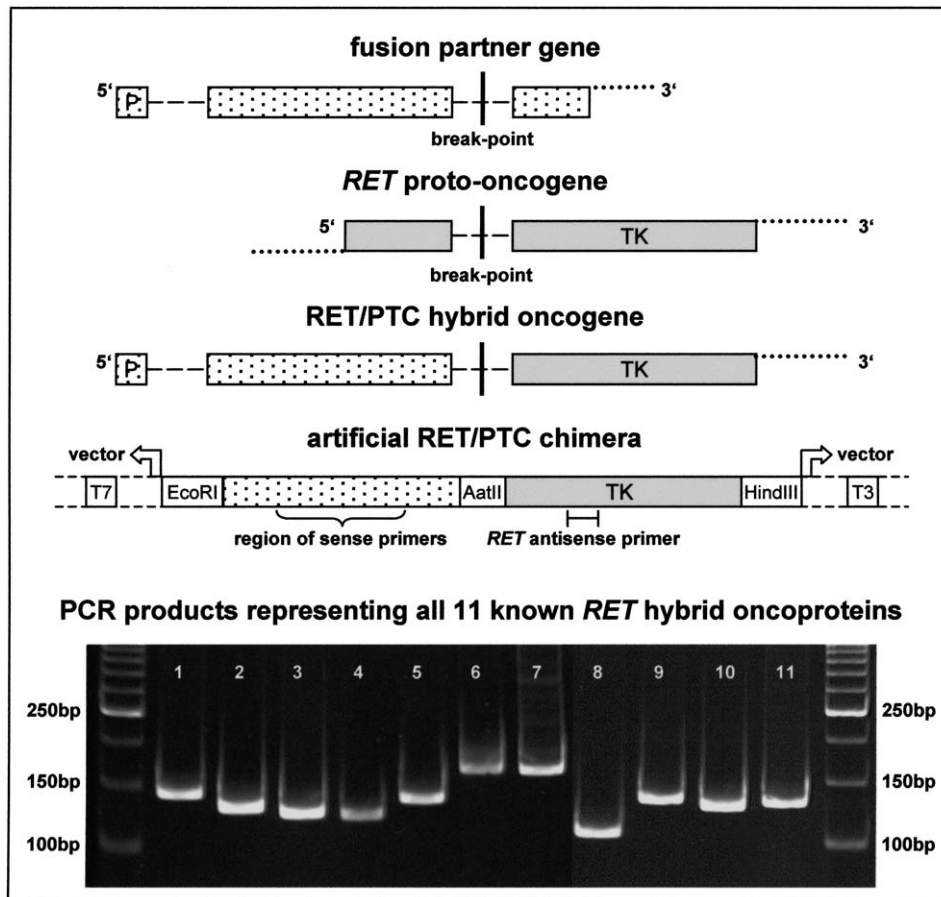 fusion partner gene
5‘ P 3‘
break-point
RET proto-oncogene
5‘ TK 3‘
break-point
RET/PTC hybrid oncogene
5‘ P TK 3‘
artificial RET/PTC chimera
vector vector
T7 EcoRI AatII TK HindIII T3
region of sense primers RET antisense primer
PCR products representing all 11 known RET hybrid oncoproteins
1 2 3 4 5 6 7 8 9 10 11
250bp 250bp
150bp 150bp
100bp 100bp